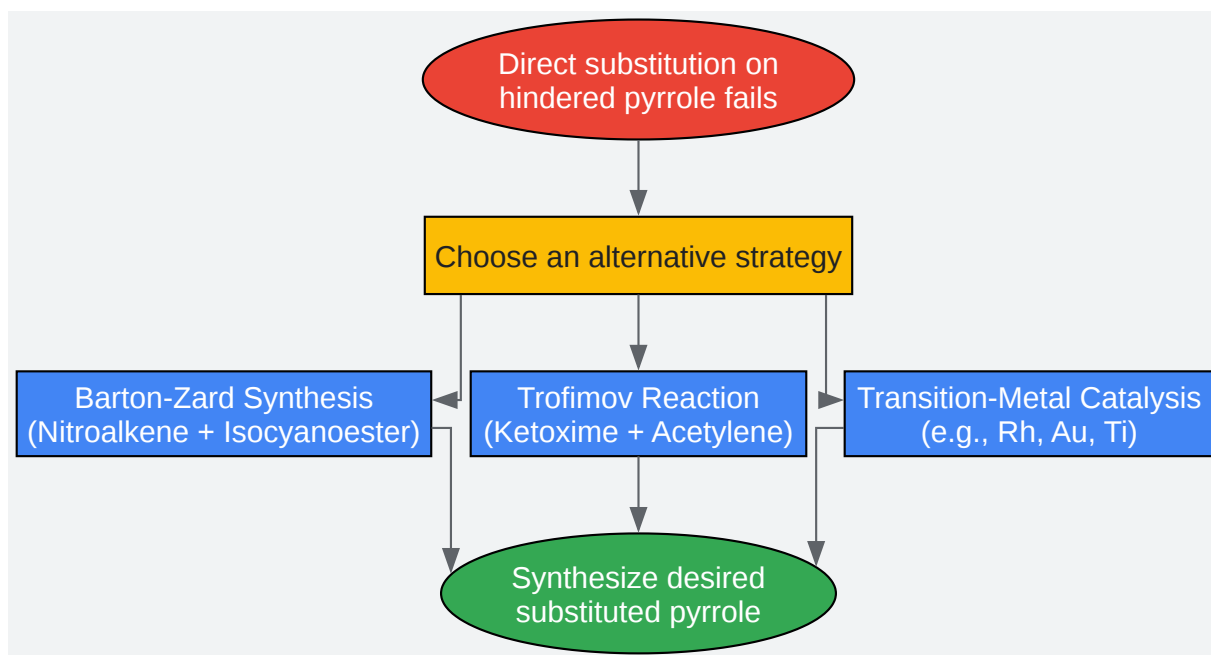 Direct substitution on
hindered pyrrole fails
Choose an alternative strategy
Barton-Zard Synthesis
(Nitroalkene + Isocyanoester)
Trofimov Reaction
(Ketoxime + Acetylene)
Transition-Metal Catalysis
(e.g., Rh, Au, Ti)
Synthesize desired
substituted pyrrole